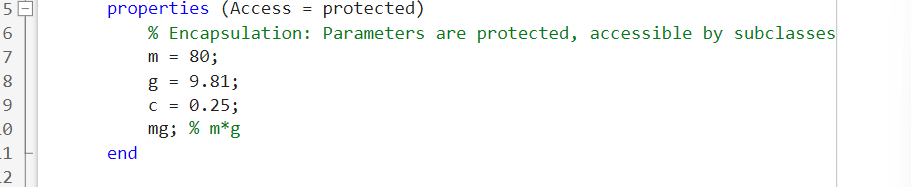 5 properties (Access = protected)
6 % Encapsulation: Parameters are protected, accessible by subclasses
7 m = 80;
8 g = 9.81;
9 c = 0.25;
0 mg; % m*g
1 end
2